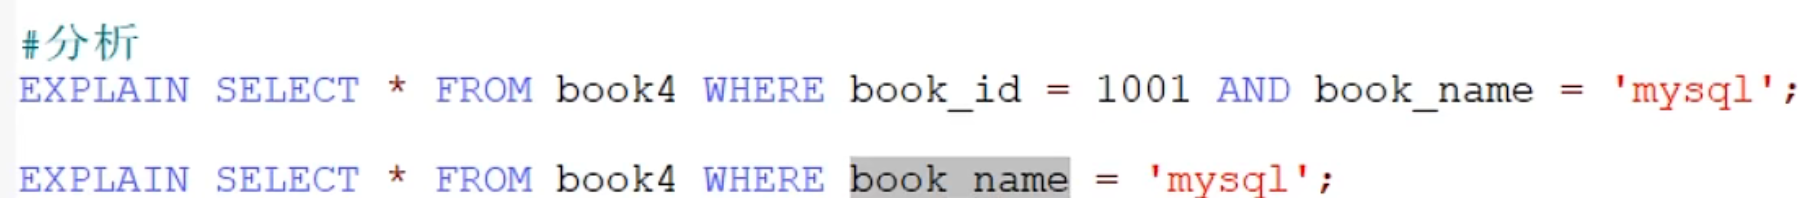 #分析
EXPLAIN SELECT * FROM book4 WHERE book_id = 1001 AND book_name = 'mysql';
EXPLAIN SELECT * FROM book4 WHERE book_name = 'mysql';